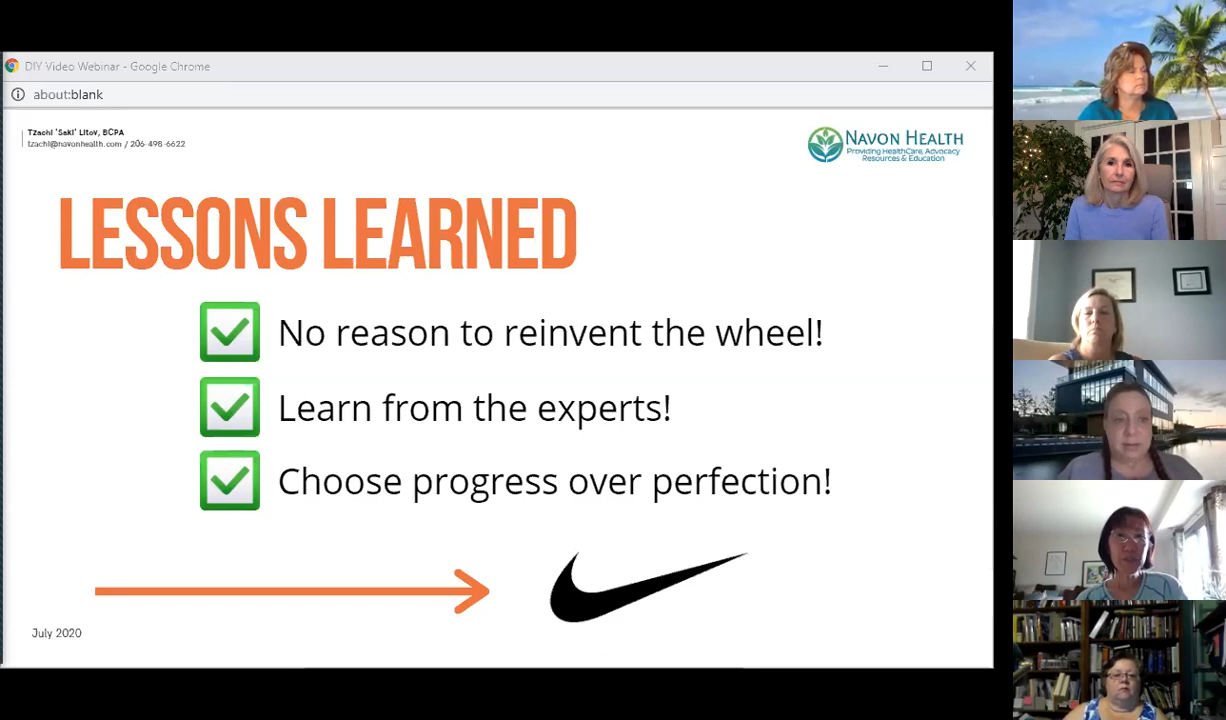 DIY Video Webinar - Google Chrome
about:blank
Tzachi 'Saki' Litov, BCPA
tzachi@navonhealth.com / 206-498-6622
NAVON HEALTH
Providing HealthCare, Advocacy
Resources & Education
LESSONS LEARNED
No reason to reinvent the wheel!
Learn from the experts!
Choose progress over perfection!
July 2020